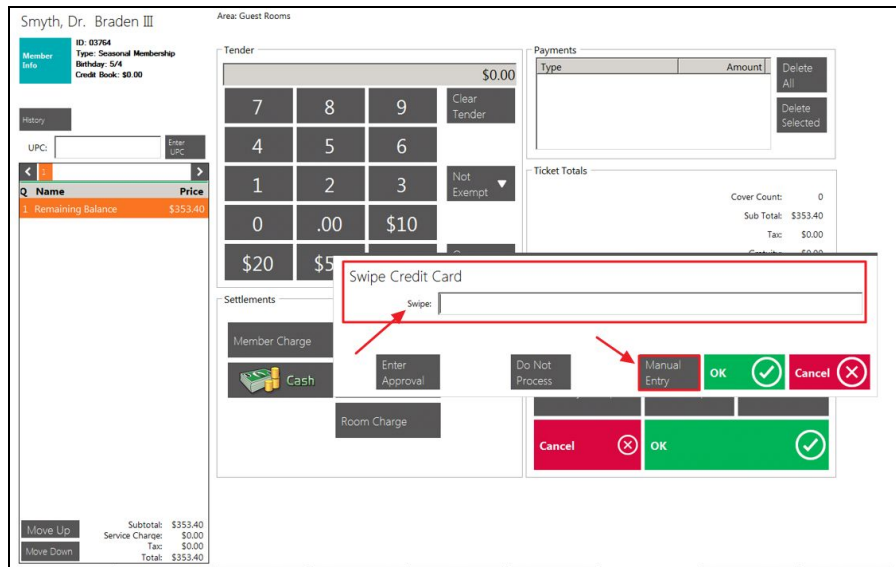 Smyth, Dr. Braden III
Area: Guest Rooms
Member
Info
ID: 03764
Type: Seasonal Membership
Birthday: 5/4
Credit Book: $0.00
History
UPC:
Enter
UPC
1
Q Name Price
1 Remaining Balance $353.40
Move Up
Move Down
Subtotal: $353.40
Service Charge: $0.00
Tax: $0.00
Total: $353.40
Tender
$0.00
7 8 9
Clear
Tender
4 5 6
1 2 3
Not
Exempt
0 .00 $10
$20
Settlements
Member Charge
Cash
Room Charge
Payments
Type Amount
Delete
All
Delete
Selected
Ticket Totals
Cover Count: 0
Sub Total: $353.40
Tax: $0.00
Swipe Credit Card
Swipe:
Enter
Approval
Do Not
Process
Manual
Entry
OK
Cancel
Cancel
OK